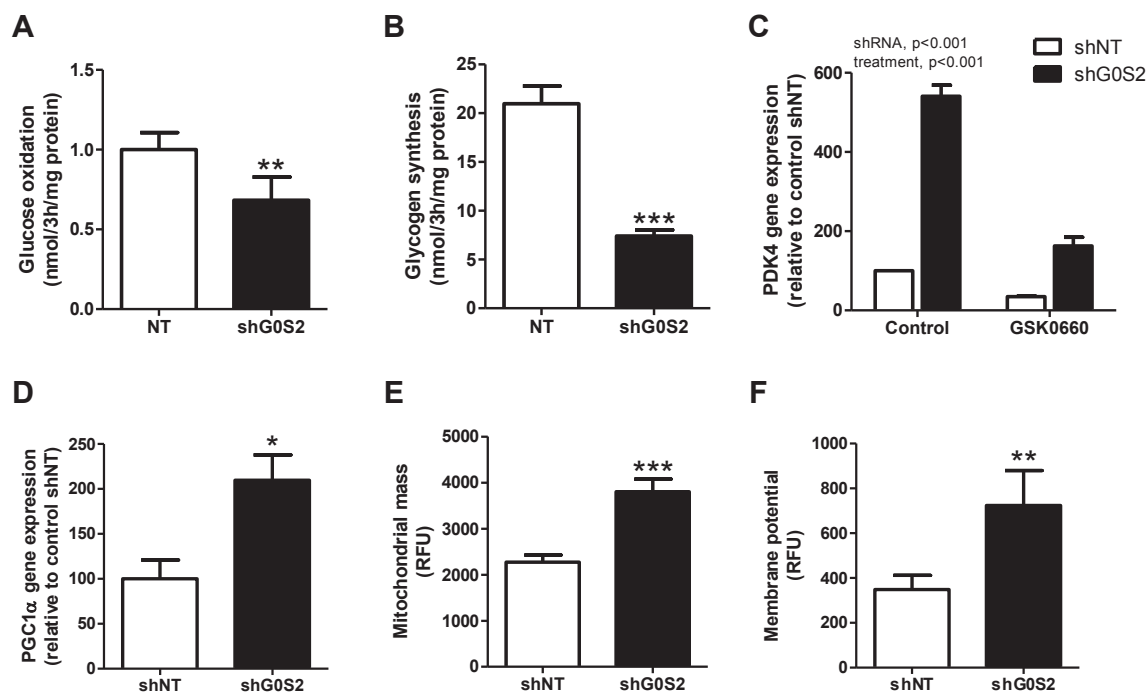 A
Glucose oxidation
(nmol/3h/mg protein)
1.5
1.0
0.5
0.0
**
NT
shG0S2
B
Glycogen synthesis
(nmol/3h/mg protein)
25
20
15
10
5
0
***
NT
shG0S2
C
shRNA, p<0.001
treatment, p<0.001
shNT
shG0S2
PDK4 gene expression
(relative to control shNT)
600
400
200
0
Control
GSK0660
D
PGC1α gene expression
(relative to control shNT)
250
200
150
100
50
0
*
shNT
shG0S2
E
Mitochondrial mass
(RFU)
5000
4000
3000
2000
1000
0
***
shNT
shG0S2
F
Membrane potential
(RFU)
1000
800
600
400
200
0
**
shNT
shG0S2